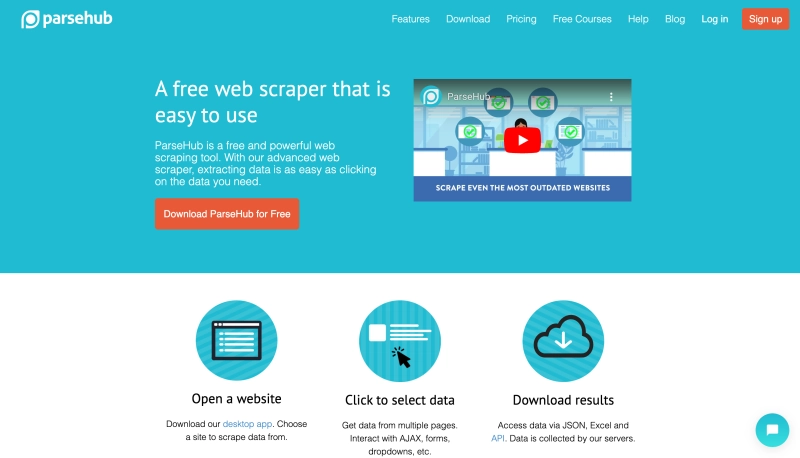 parsehub
Features
Download
Pricing
Free Courses
Help
Blog
Log in
Sign up
A free web scraper that is
easy to use
ParseHub is a free and powerful web
scraping tool. With our advanced web
scraper, extracting data is as easy as clicking
on the data you need.
Download ParseHub for Free
ParseHub
SCRAPE EVEN THE MOST OUTDATED WEBSITES
Open a website
Download our desktop app. Choose
a site to scrape data from.
Click to select data
Get data from multiple pages.
Interact with AJAX, forms,
dropdowns, etc.
Download results
Access data via JSON, Excel and
API. Data is collected by our servers.